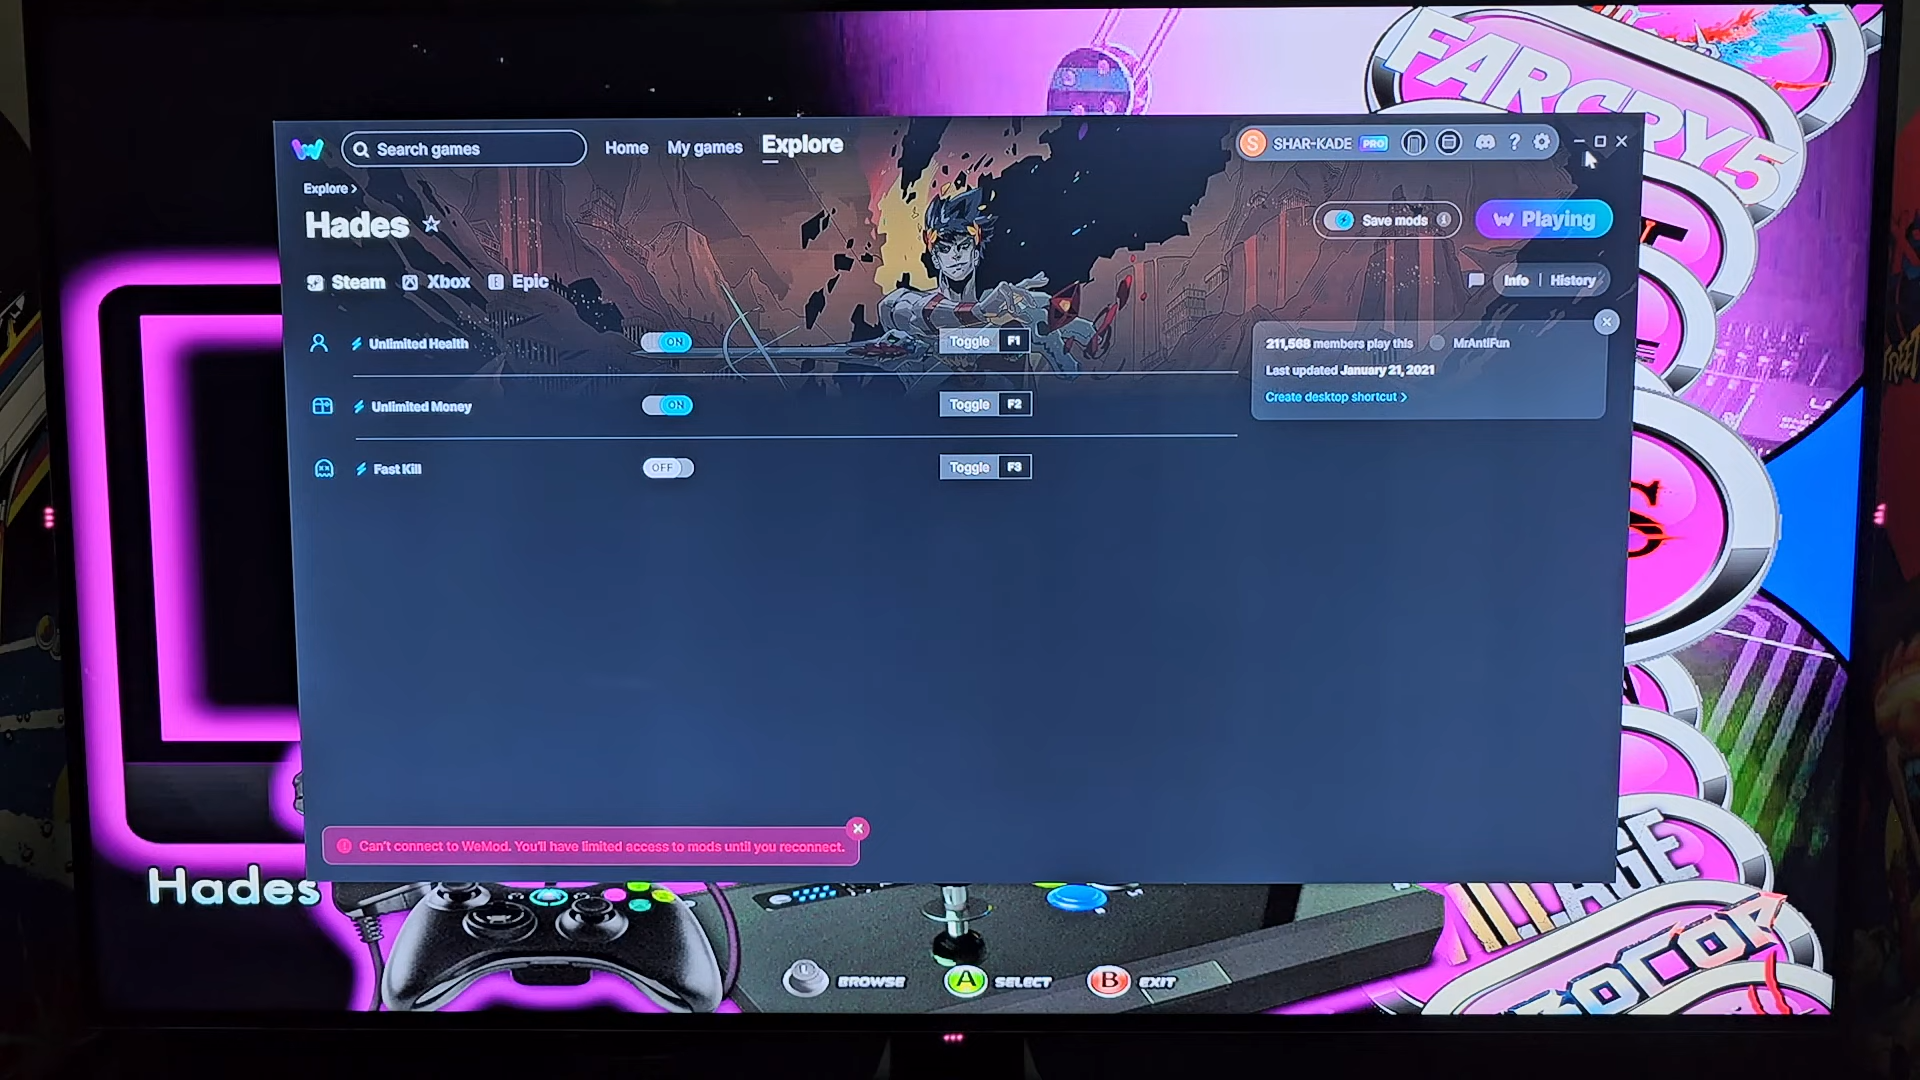 FARCRY5
Search games
Home
My games
Explore
S
SHAR-KADE
PRO
?
Explore >
Hades
Save mods
Playing
Steam
Xbox
Epic
Info | History
Unlimited Health
ON
Toggle F1
211,568 members play this
MrAntiFun
Last updated January 21, 2021
Create desktop shortcut >
Unlimited Money
ON
Toggle F2
Fast Kill
OFF
Toggle F3
Can't connect to WeMod. You'll have limited access to mods until you reconnect.
Hades
BROWSE
A SELECT
B EXIT